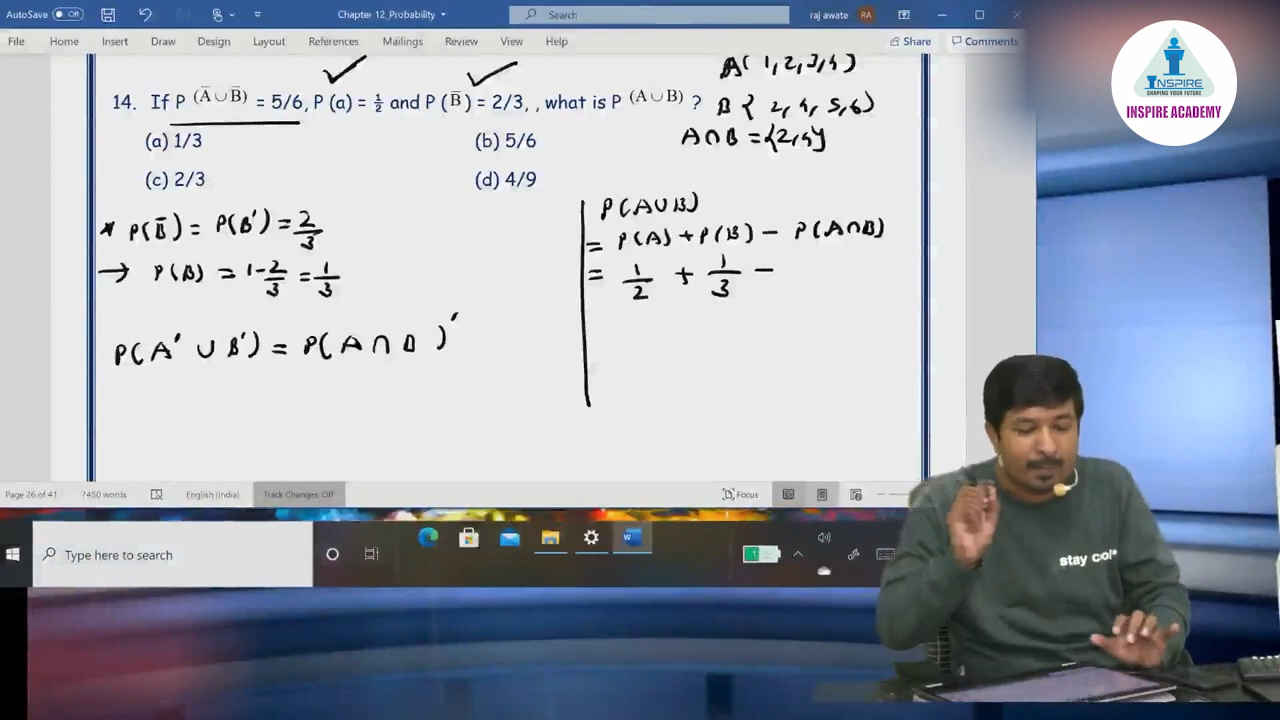 AutoSave Off
Chapter 12_Probability
Search
raj awate RA
File Home Insert Draw Design Layout References Mailings Review View Help
Share Comments
INSPIRE
SHAPING YOUR FUTURE
INSPIRE ACADEMY
A{ 1, 2, 3, 4 }
14. If P (A̅ ∪ B̅) = 5/6, P (a) = ½ and P (B̅) = 2/3, , what is P (A ∪ B) ?
B { 2, 4, 5, 6 }
A ∩ B = {2, 4}
(a) 1/3 (b) 5/6
(c) 2/3 (d) 4/9
P(B̅) = P(B') = 2/3
→ P(B) = 1 - 2/3 = 1/3
P(A' ∪ B') = P(A ∩ B)'
P(A∪B)
= P(A) + P(B) - P(A∩B)
= 1/2 + 1/3 -
Page 26 of 41 7450 words English (India) Track Changes: Off Focus
Type here to search
stay cool*